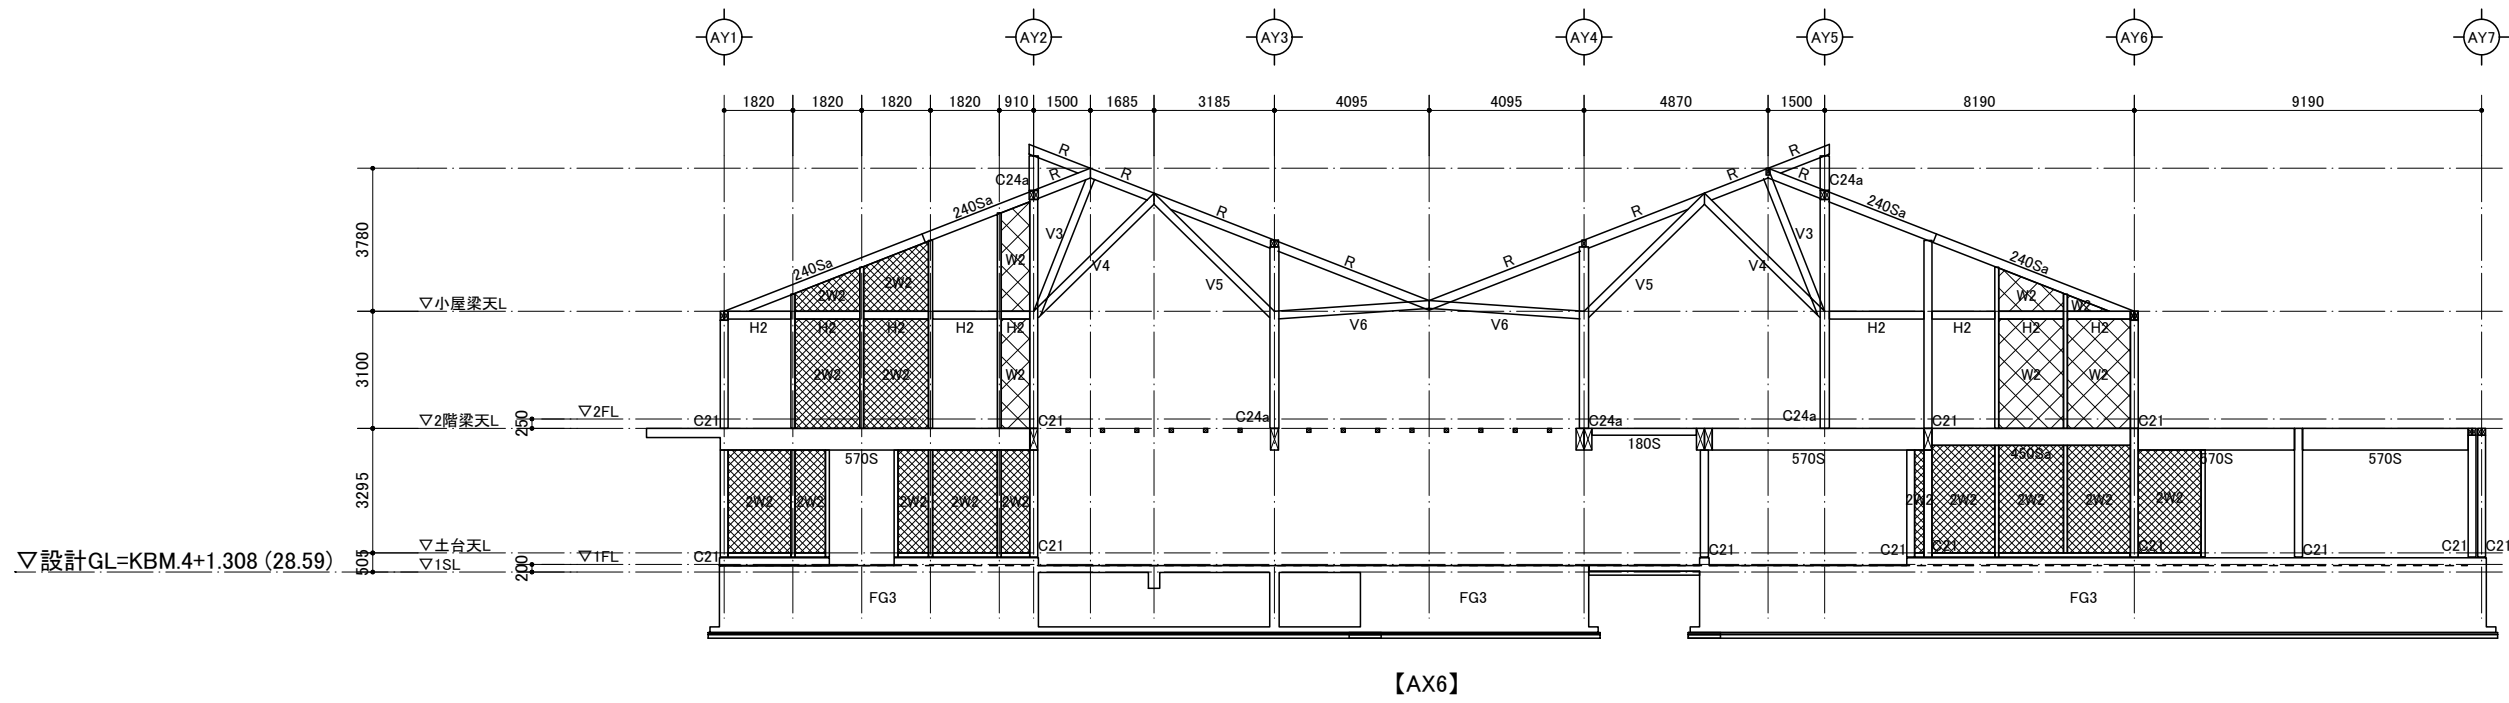 AY1 AY2 AY3 AY4 AY5 AY6 AY7
1820 1820 1820 1820 910 1500 1685 3185 4095 4095 4870 1500 8190 9190
R R
C24a R R R R C24a
240Sa R R 240Sa
3780 V3 V3
240Sa 2W2 W2 V4 R R V4 240Sa
2W2 V5 V5 W2 W2
▽小屋梁天L
H2 H2 H2 H2 H2 V6 V6 H2 H2 H2 H2
3100 2W2 2W2 W2 W2 W2
▽2FL
▽2階梁天L 250 C21 C21 C24a C24a C24a C21 C21
570S 180S 570S 450Sa 570S 570S
3295 2W2 2W2 2W2 2W2 2W2 2W2 2W2 2W2 2W2 2W2
▽土台天L C21 C21 C21 C21 C21 C21 C21 C21 C21
▽設計GL=KBM.4+1.308 (28.59) 505 ▽1SL 200 ▽1FL
FG3 FG3 FG3
【AX6】